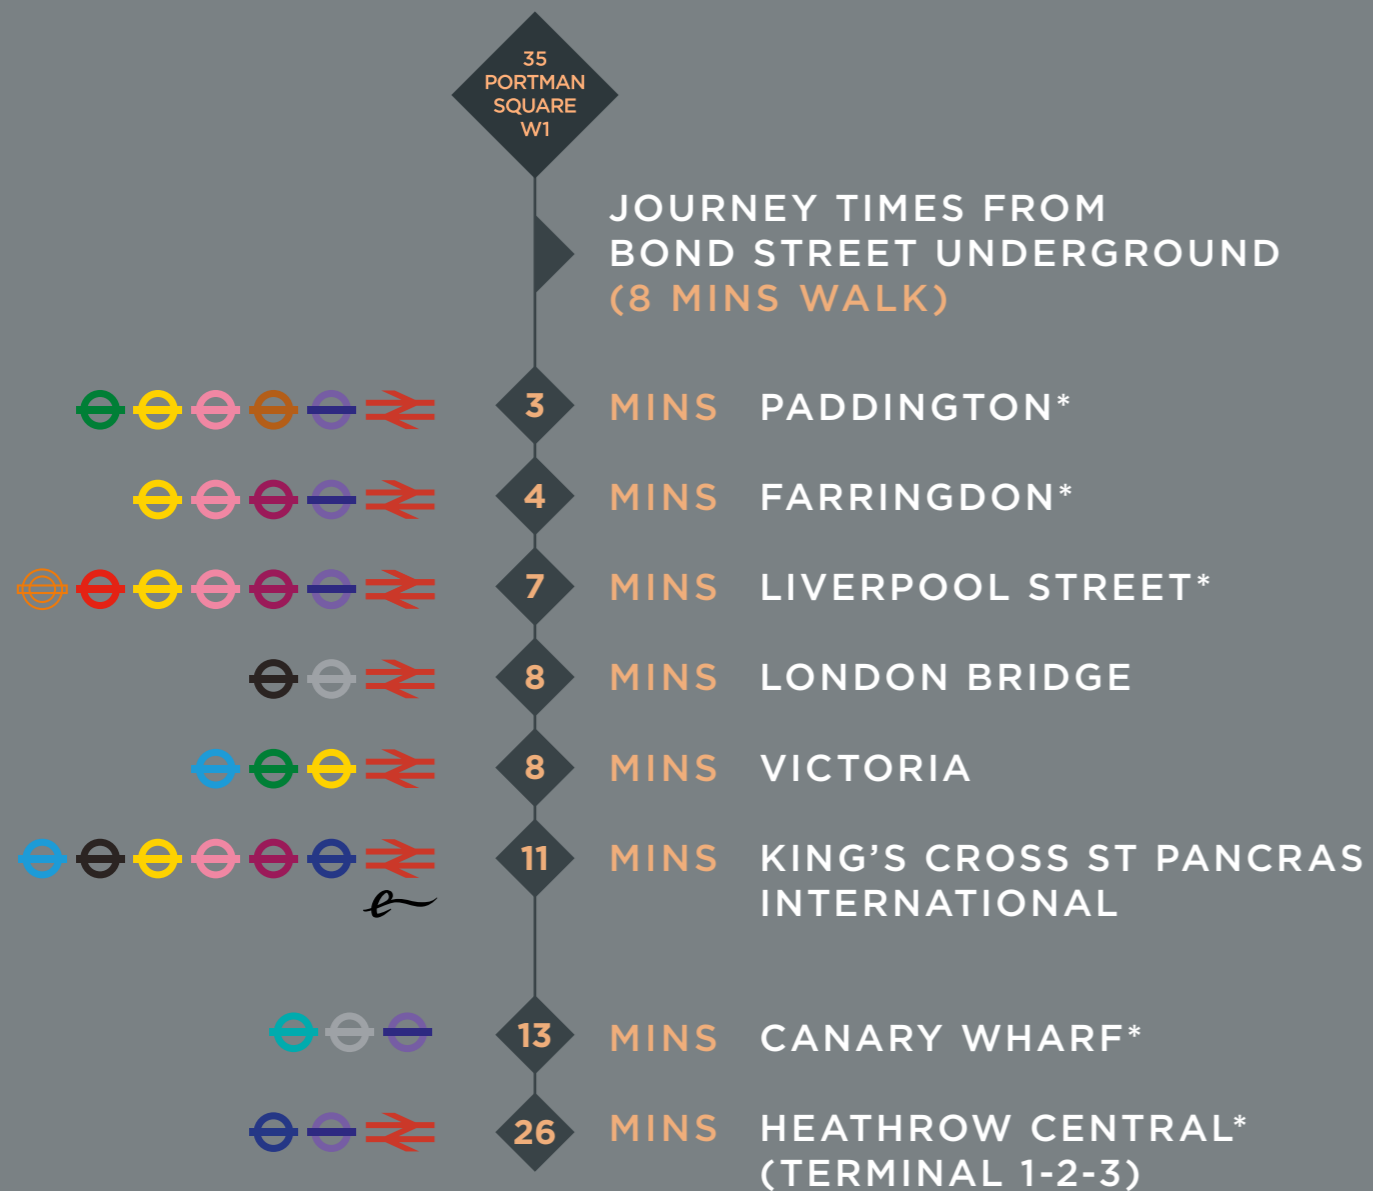 35
PORTMAN
SQUARE
W1
JOURNEY TIMES FROM
BOND STREET UNDERGROUND
(8 MINS WALK)
3 MINS PADDINGTON*
4 MINS FARRINGDON*
7 MINS LIVERPOOL STREET*
8 MINS LONDON BRIDGE
8 MINS VICTORIA
11 MINS KING’S CROSS ST PANCRAS
INTERNATIONAL
e
13 MINS CANARY WHARF*
26 MINS HEATHROW CENTRAL*
(TERMINAL 1-2-3)